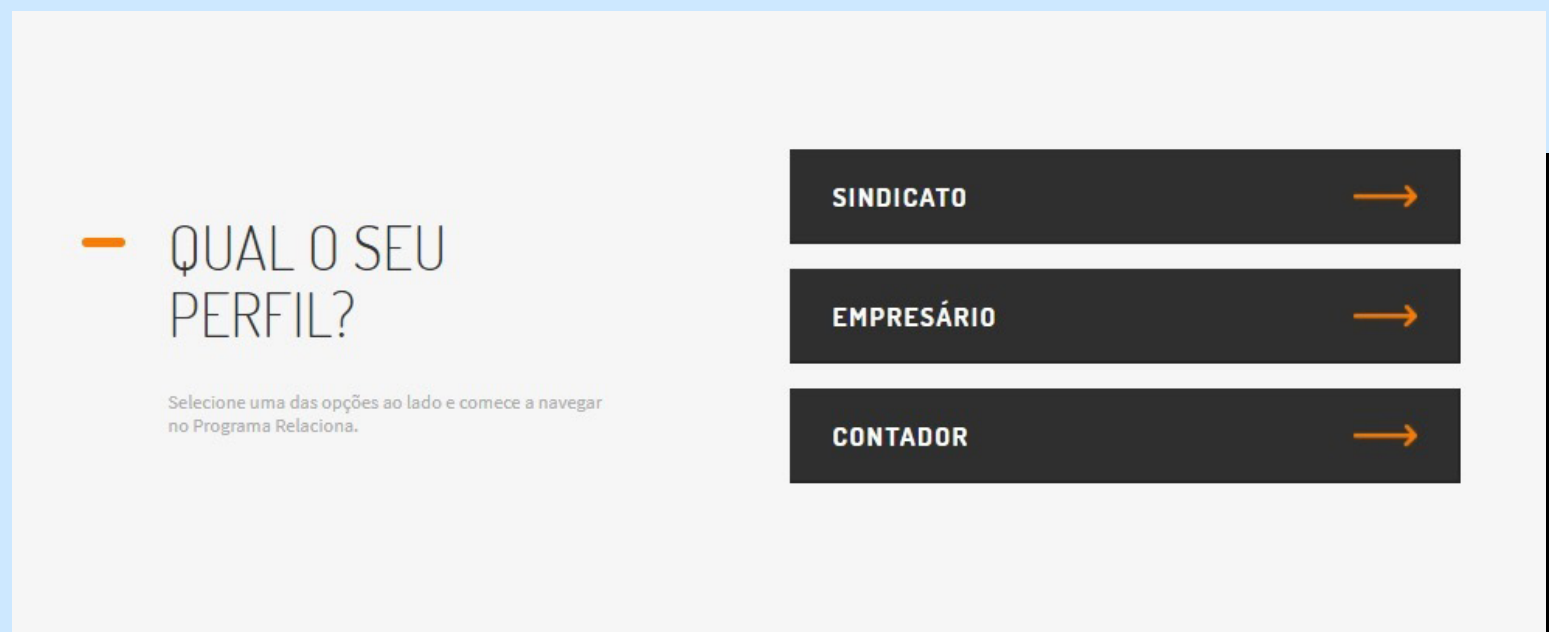 QUAL O SEU
PERFIL?
Selecione uma das opções ao lado e comece a navegar
no Programa Relaciona.
SINDICATO
EMPRESÁRIO
CONTADOR